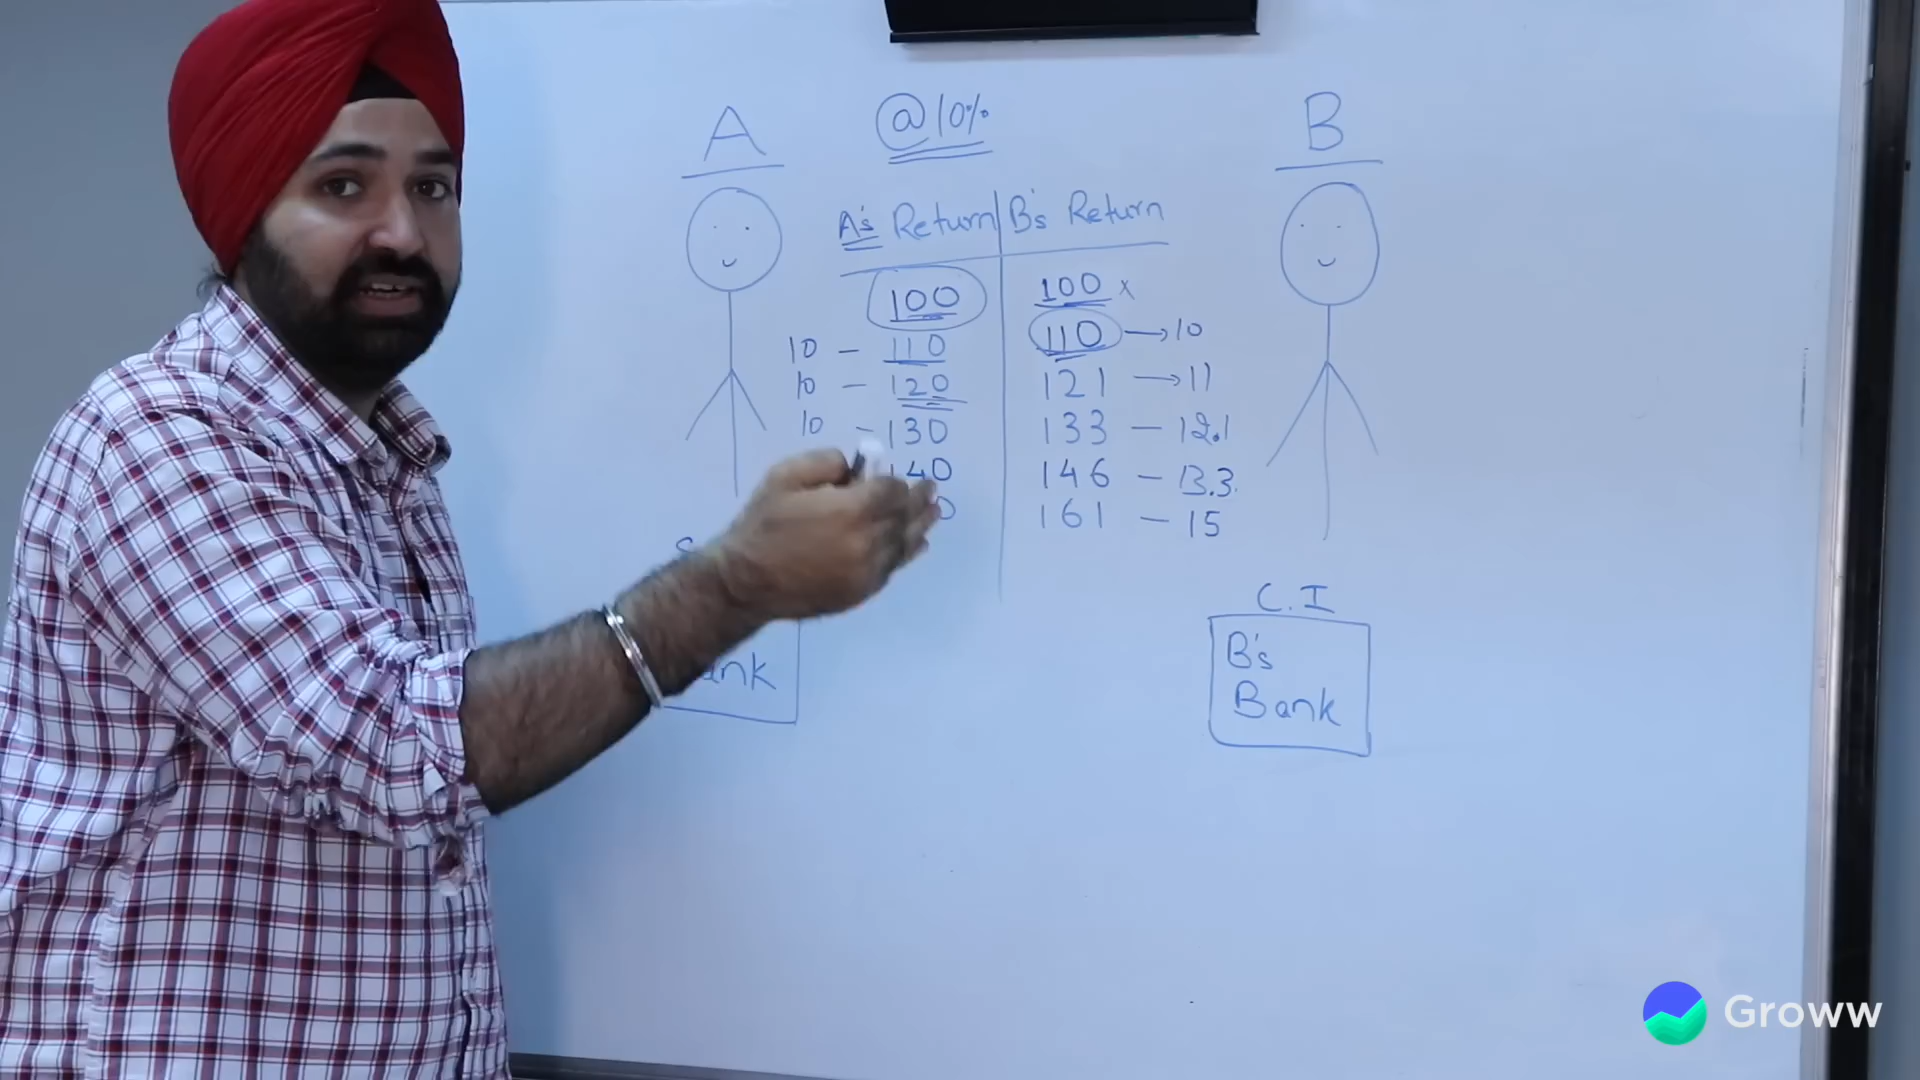 A @10% B
A's Return B's Return
100 100 x
10 - 110 110 → 10
10 - 120 121 → 11
10 - 130 133 - 12.1
140 146 - 13.3
161 - 15
C.I
B's
Bank
Groww